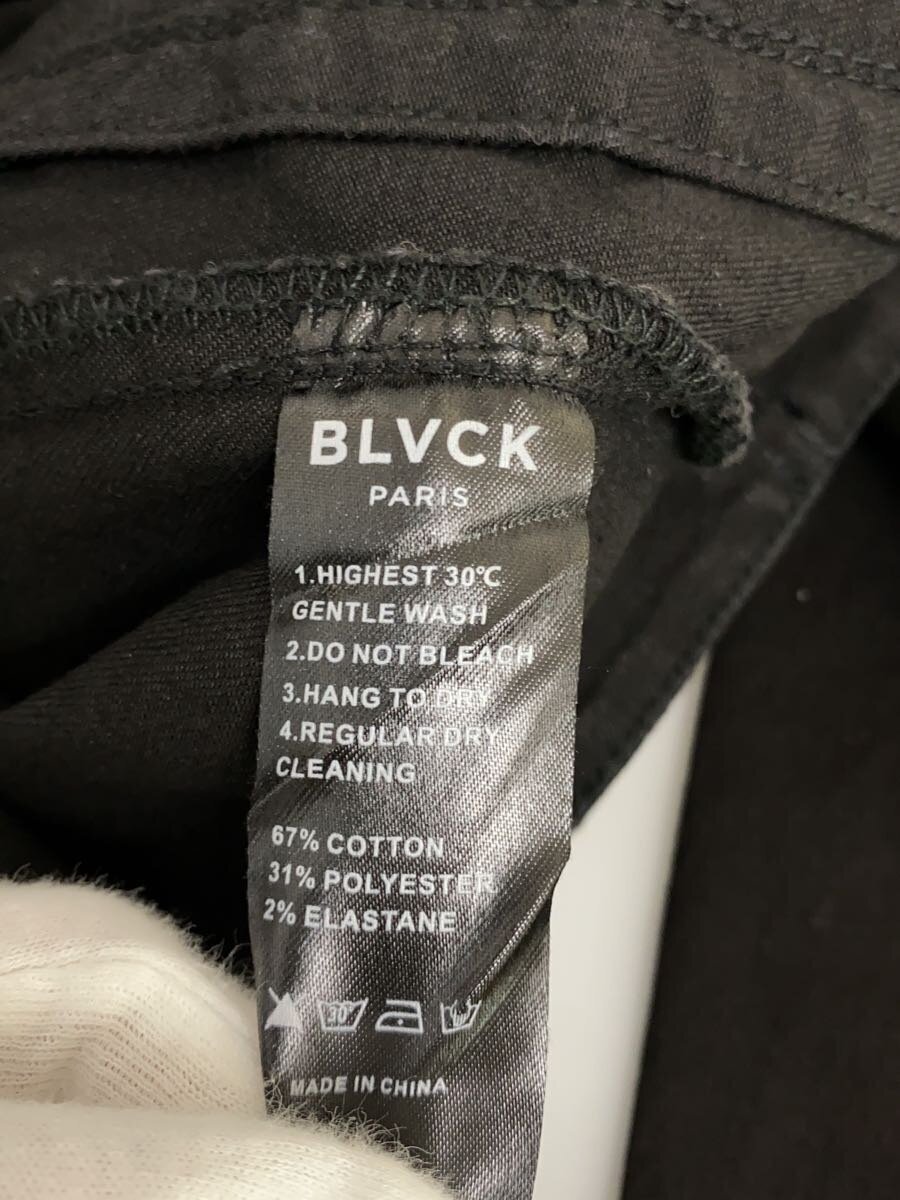 BLVCK
PARIS
1.HIGHEST 30℃
GENTLE WASH
2.DO NOT BLEACH
3.HANG TO DRY
4.REGULAR DRY
CLEANING
67% COTTON
31% POLYESTER
2% ELASTANE
30°
MADE IN CHINA